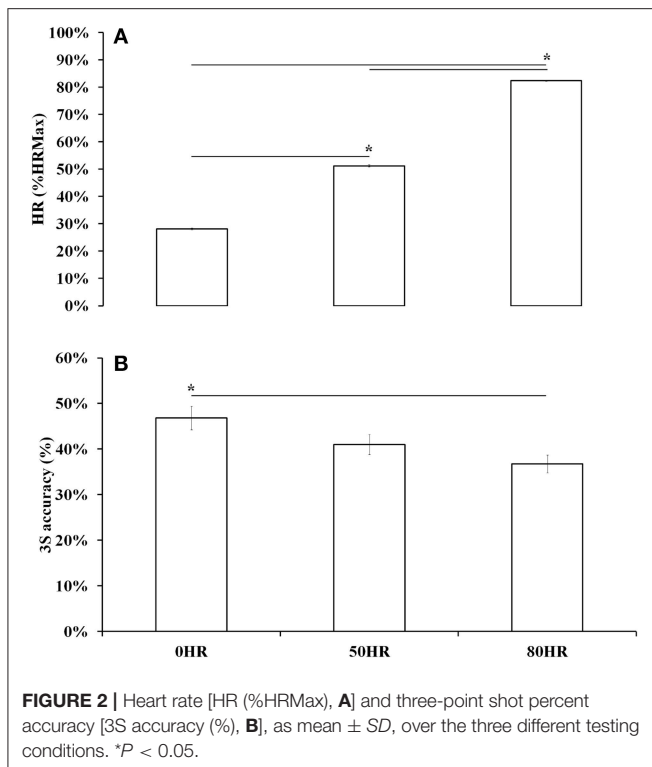 A
100%
90%
80%
70%
60%
50%
40%
30%
20%
10%
0%
HR (%HRMax)
*
*
B
60%
50%
40%
30%
20%
10%
0%
3S accuracy (%)
*
0HR 50HR 80HR
FIGURE 2 | Heart rate [HR (%HRMax), A] and three-point shot percent
accuracy [3S accuracy (%), B], as mean ± SD, over the three different testing
conditions. *P < 0.05.